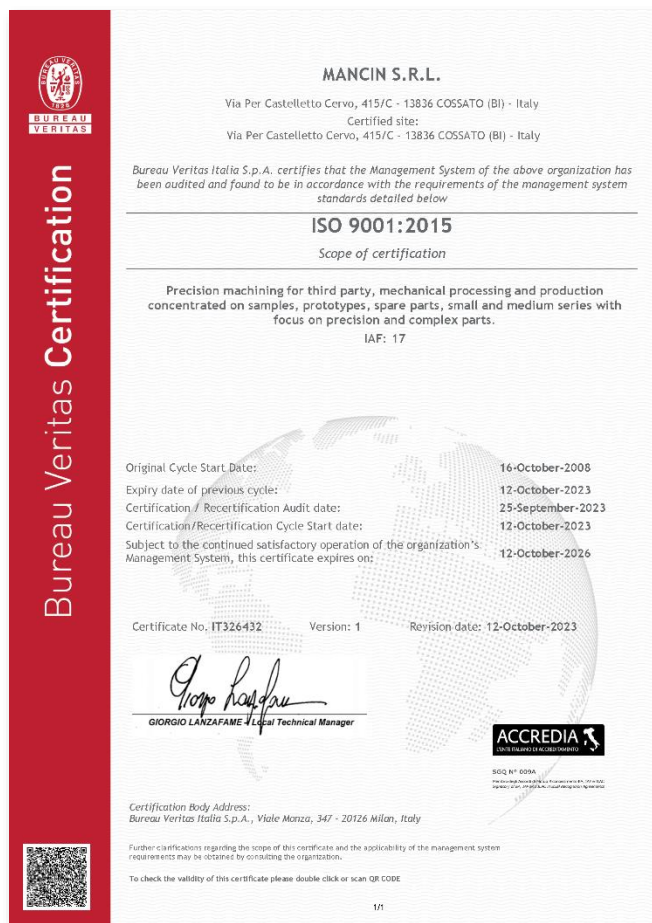 BUREAU VERITAS
1828
BUREAU
VERITAS
Bureau Veritas Certification
MANCIN S.R.L.
Via Per Castelletto Cervo, 415/C - 13836 COSSATO (BI) - Italy
Certified site:
Via Per Castelletto Cervo, 415/C - 13836 COSSATO (BI) - Italy
Bureau Veritas Italia S.p.A. certifies that the Management System of the above organization has
been audited and found to be in accordance with the requirements of the management system
standards detailed below
ISO 9001:2015
Scope of certification
Precision machining for third party, mechanical processing and production
concentrated on samples, prototypes, spare parts, small and medium series with
focus on precision and complex parts.
IAF: 17
Original Cycle Start Date: 16-October-2008
Expiry date of previous cycle: 12-October-2023
Certification / Recertification Audit date: 25-September-2023
Certification/Recertification Cycle Start date: 12-October-2023
Subject to the continued satisfactory operation of the organization's
Management System, this certificate expires on: 12-October-2026
Certificate No. IT326432 Version: 1 Revision date: 12-October-2023
GIORGIO LANZAFAME - Local Technical Manager
ACCREDIA
L'ENTE ITALIANO DI ACCREDITAMENTO
SGQ N° 009A
Certification Body Address:
Bureau Veritas Italia S.p.A., Viale Monza, 347 - 20126 Milan, Italy
Further clarifications regarding the scope of this certificate and the applicability of the management system
requirements may be obtained by consulting the organization.
To check the validity of this certificate please double click or scan QR CODE
1/1